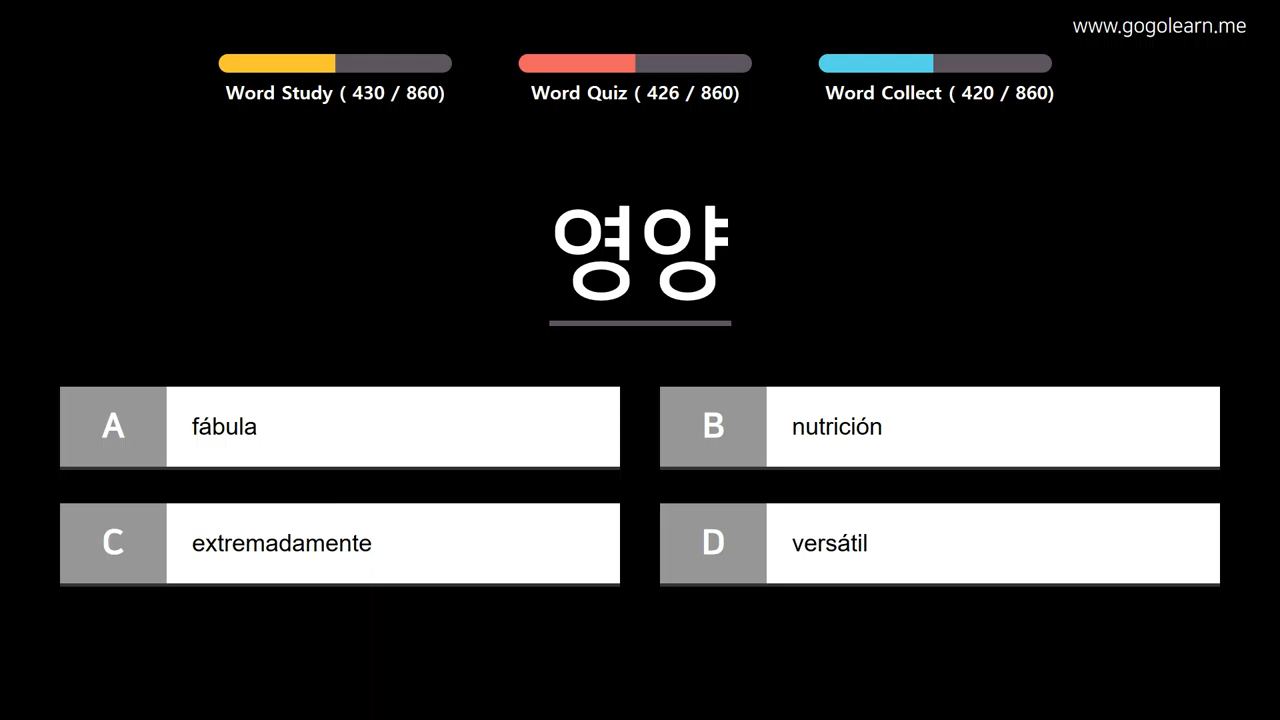 www.gogolearn.me
Word Study ( 430 / 860)
Word Quiz ( 426 / 860)
Word Collect ( 420 / 860)
영양
A fábula
B nutrición
C extremadamente
D versátil